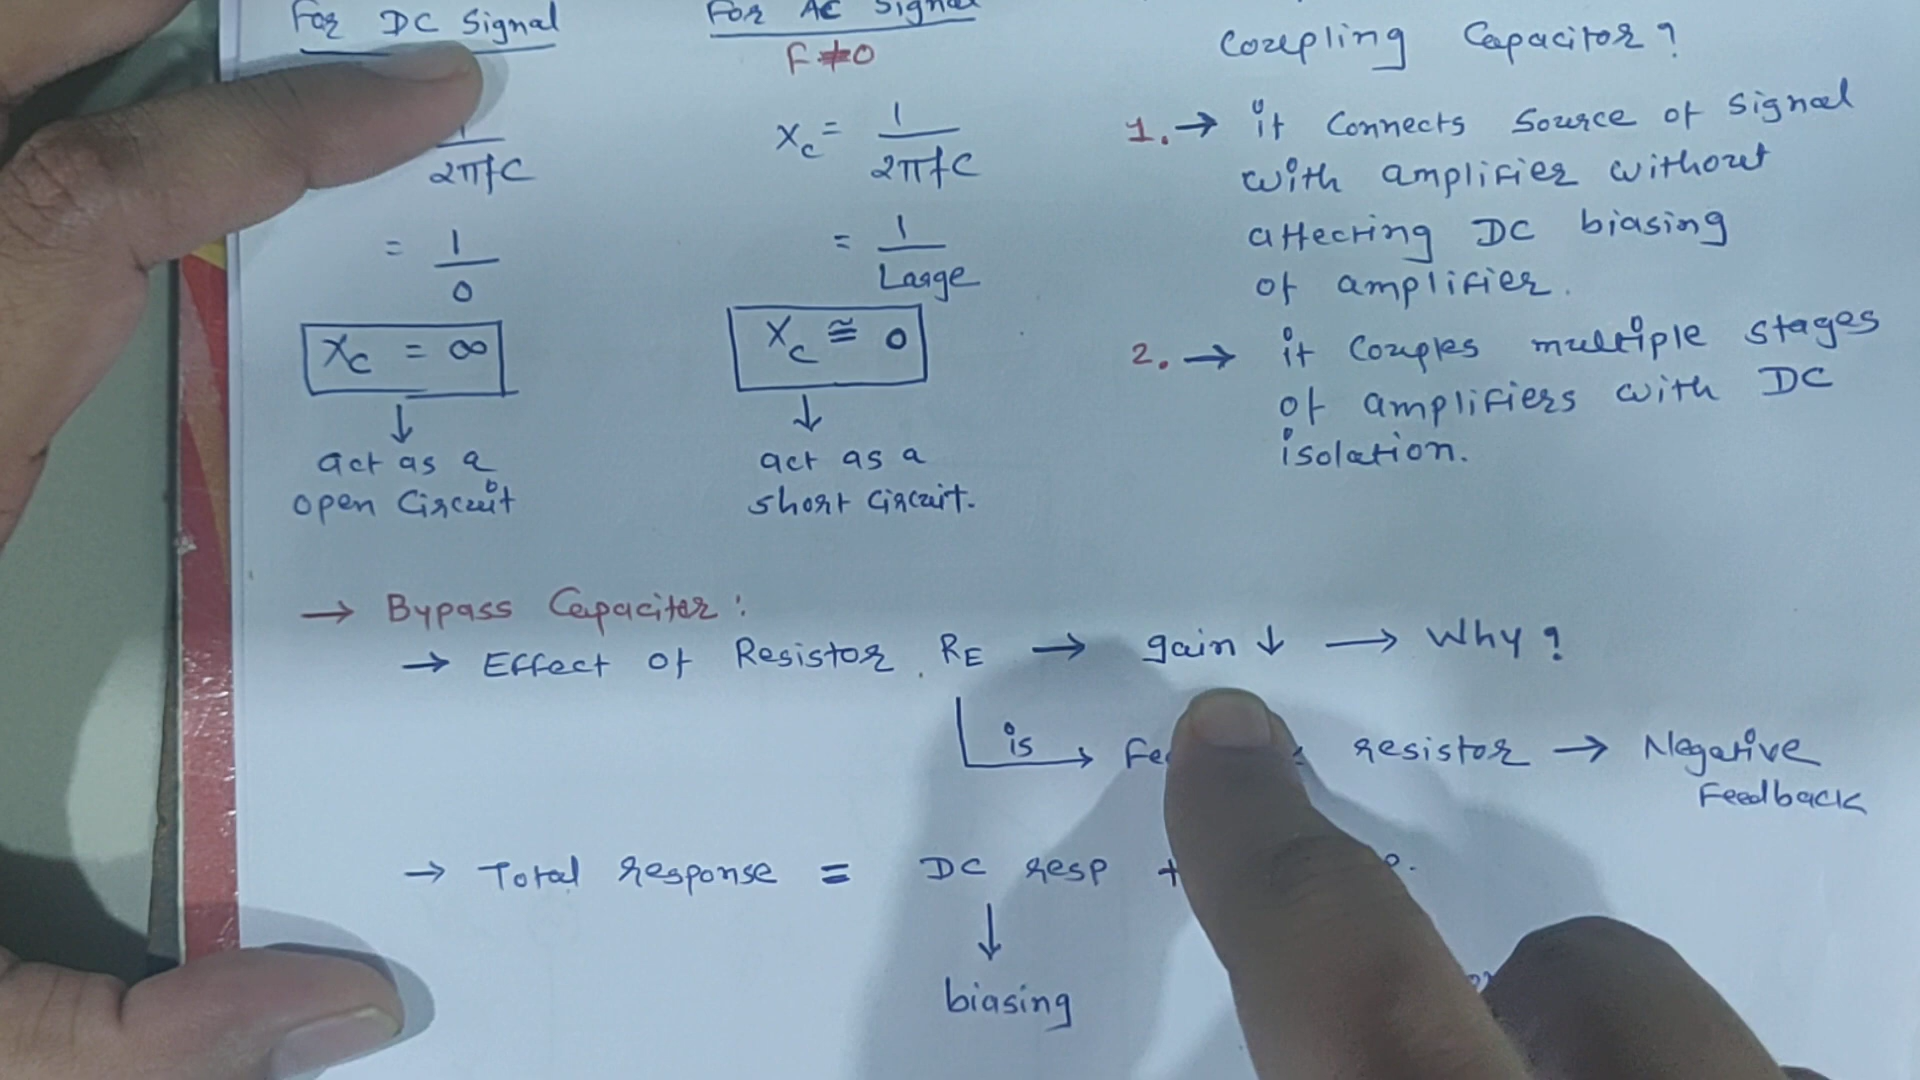 For DC Signal
For AC Signal
F≠0
2πfC
= 1/0
Xc = ∞
↓
act as a
open Circuit
Xc = 1/2πfC
= 1/Large
Xc ≅ 0
↓
act as a
short circuit.
Coupling Capacitor?
1. → it Connects Source of Signal
with amplifier without
affecting DC biasing
of amplifier.
2. → it Couples multiple stages
of amplifiers with DC
isolation.
→ Bypass Capacitor:
→ Effect of Resistor RE → gain ↓ → Why?
is → resistor → Negative
Feedback
→ Total response = DC resp +
↓
biasing